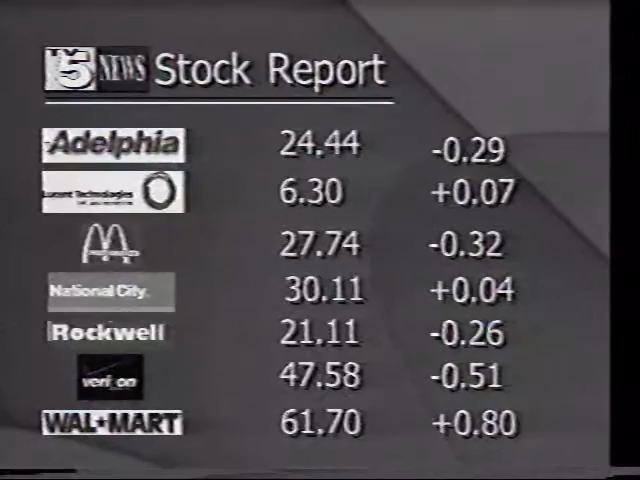 TV 5 NEWS Stock Report
Adelphia 24.44 -0.29
Lucent Technologies 6.30 +0.07
27.74 -0.32
National City. 30.11 +0.04
Rockwell 21.11 -0.26
verizon 47.58 -0.51
WAL★MART 61.70 +0.80